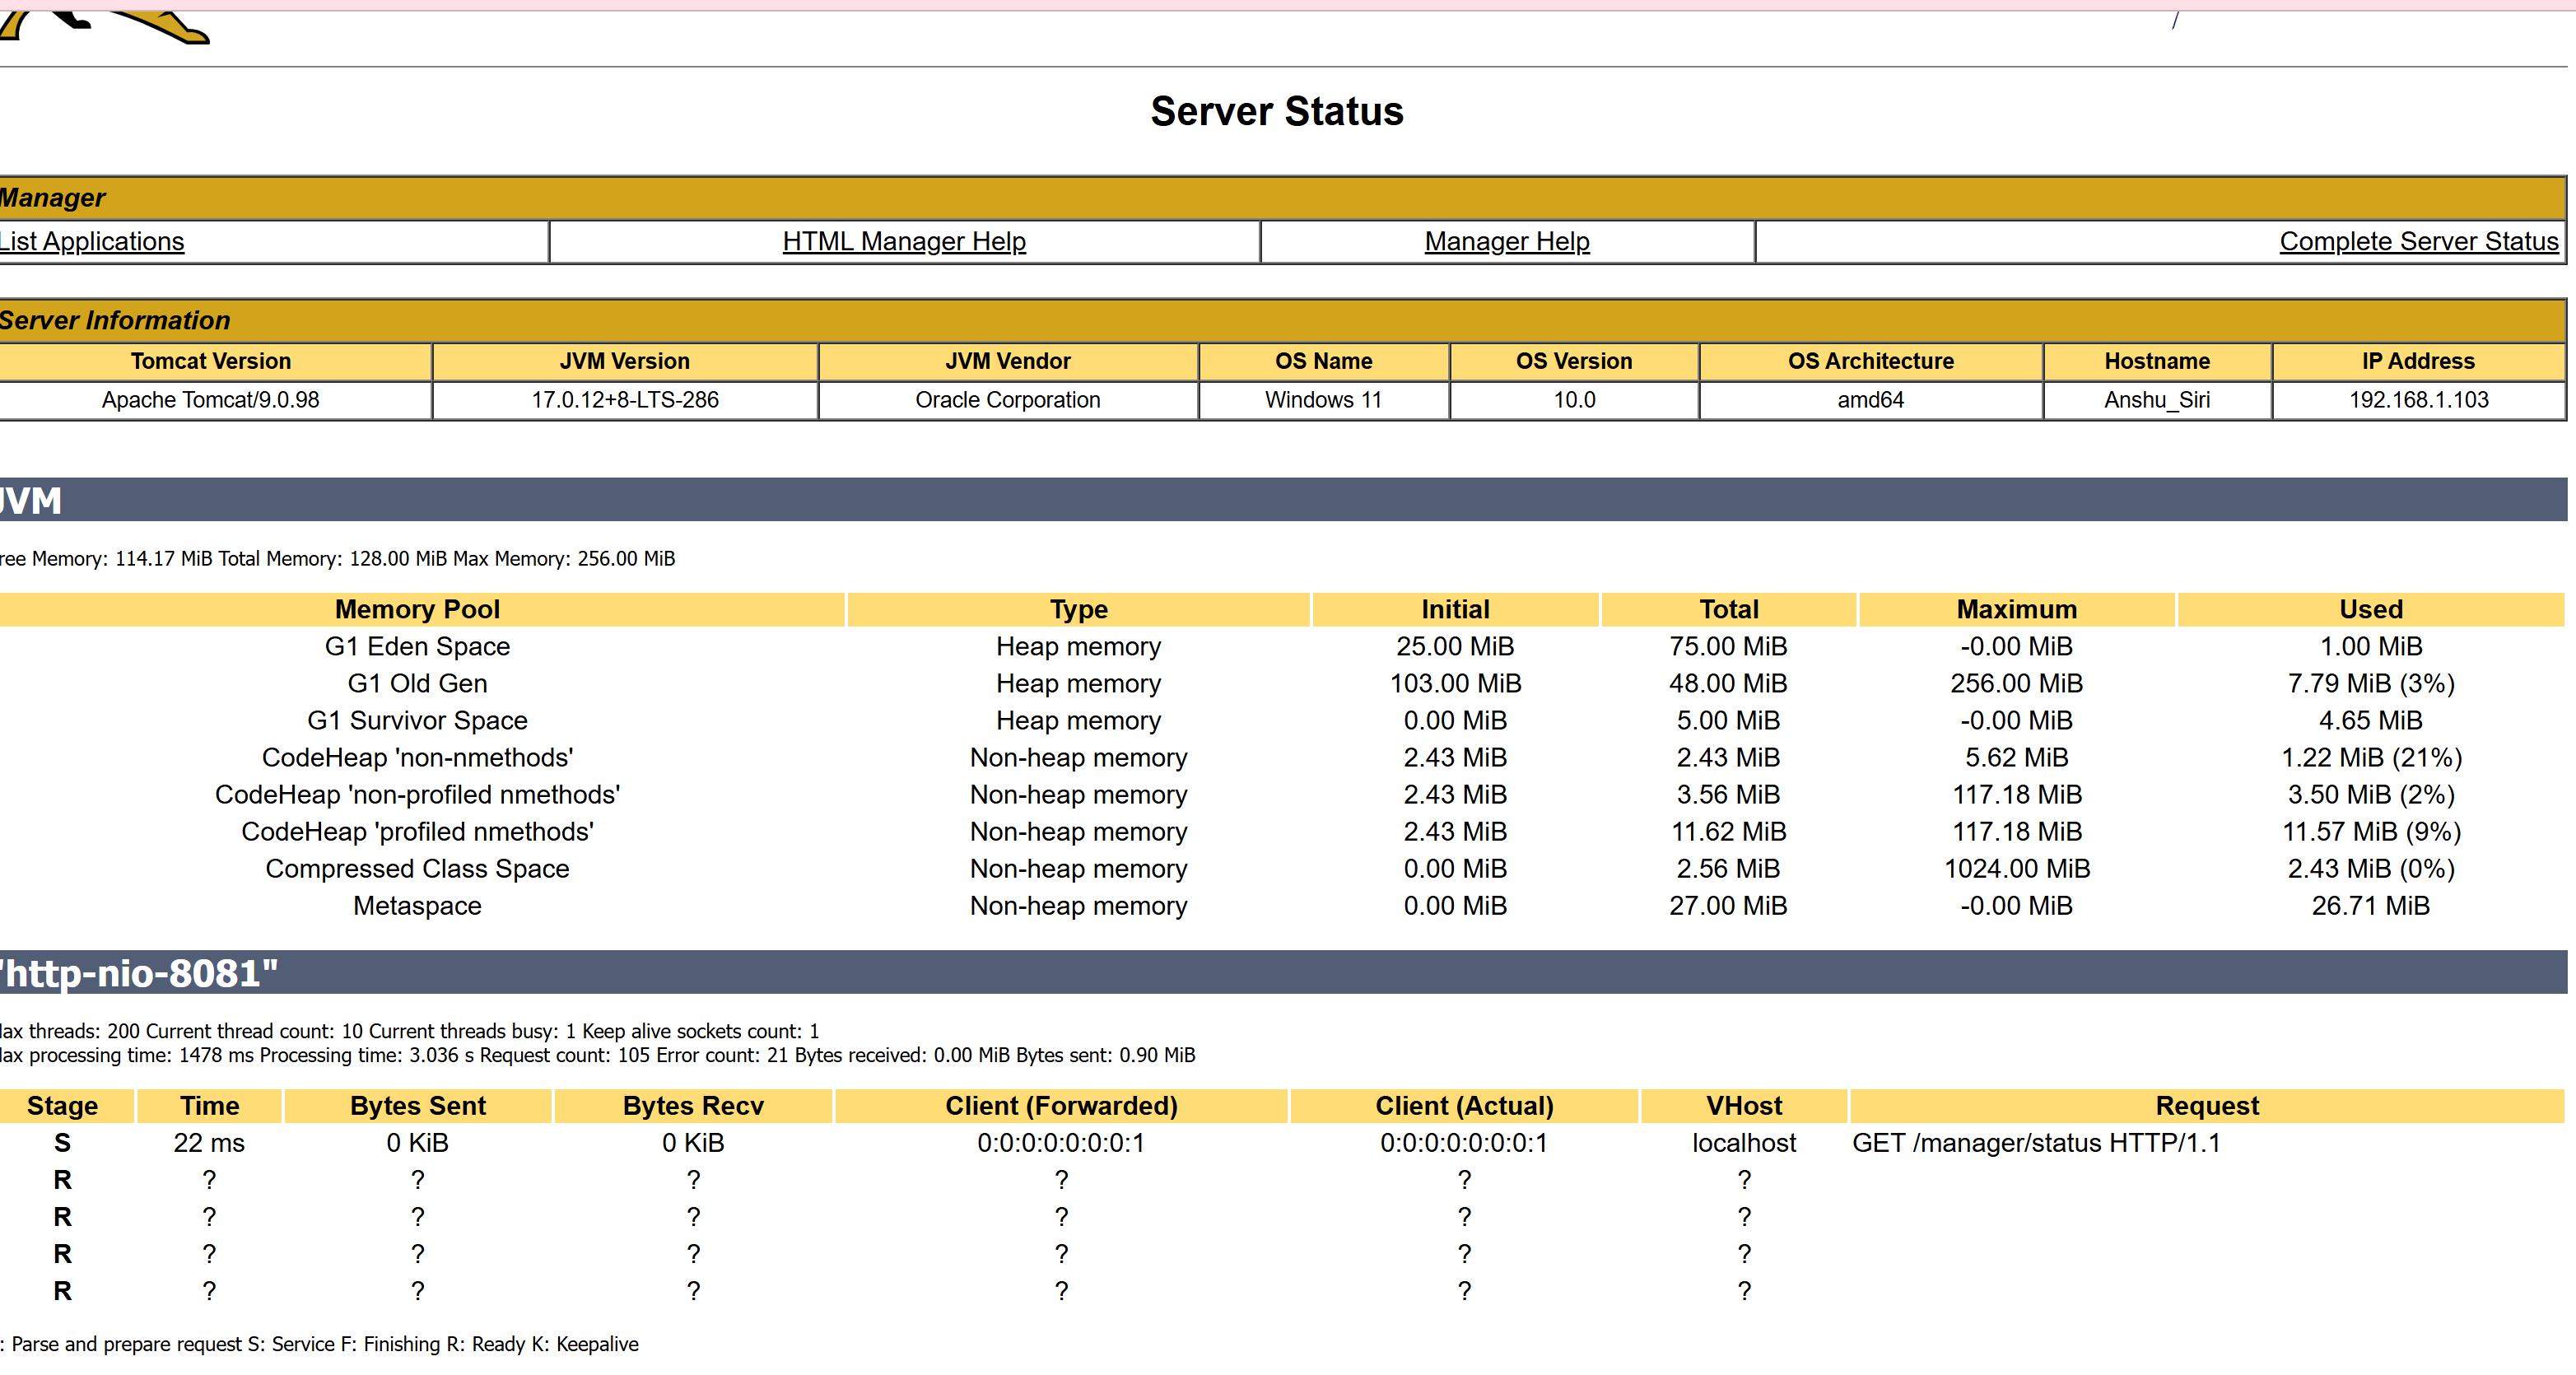 Server Status
Manager
List Applications HTML Manager Help Manager Help Complete Server Status
Server Information
Tomcat Version JVM Version JVM Vendor OS Name OS Version OS Architecture Hostname IP Address
Apache Tomcat/9.0.98 17.0.12+8-LTS-286 Oracle Corporation Windows 11 10.0 amd64 Anshu_Siri 192.168.1.103
JVM
ree Memory: 114.17 MiB Total Memory: 128.00 MiB Max Memory: 256.00 MiB
Memory Pool Type Initial Total Maximum Used
G1 Eden Space Heap memory 25.00 MiB 75.00 MiB -0.00 MiB 1.00 MiB
G1 Old Gen Heap memory 103.00 MiB 48.00 MiB 256.00 MiB 7.79 MiB (3%)
G1 Survivor Space Heap memory 0.00 MiB 5.00 MiB -0.00 MiB 4.65 MiB
CodeHeap 'non-nmethods' Non-heap memory 2.43 MiB 2.43 MiB 5.62 MiB 1.22 MiB (21%)
CodeHeap 'non-profiled nmethods' Non-heap memory 2.43 MiB 3.56 MiB 117.18 MiB 3.50 MiB (2%)
CodeHeap 'profiled nmethods' Non-heap memory 2.43 MiB 11.62 MiB 117.18 MiB 11.57 MiB (9%)
Compressed Class Space Non-heap memory 0.00 MiB 2.56 MiB 1024.00 MiB 2.43 MiB (0%)
Metaspace Non-heap memory 0.00 MiB 27.00 MiB -0.00 MiB 26.71 MiB
"http-nio-8081"
ax threads: 200 Current thread count: 10 Current threads busy: 1 Keep alive sockets count: 1
ax processing time: 1478 ms Processing time: 3.036 s Request count: 105 Error count: 21 Bytes received: 0.00 MiB Bytes sent: 0.90 MiB
Stage Time Bytes Sent Bytes Recv Client (Forwarded) Client (Actual) VHost Request
S 22 ms 0 KiB 0 KiB 0:0:0:0:0:0:0:1 0:0:0:0:0:0:0:1 localhost GET /manager/status HTTP/1.1
R ? ? ? ? ? ?
R ? ? ? ? ? ?
R ? ? ? ? ? ?
R ? ? ? ? ? ?
: Parse and prepare request S: Service F: Finishing R: Ready K: Keepalive